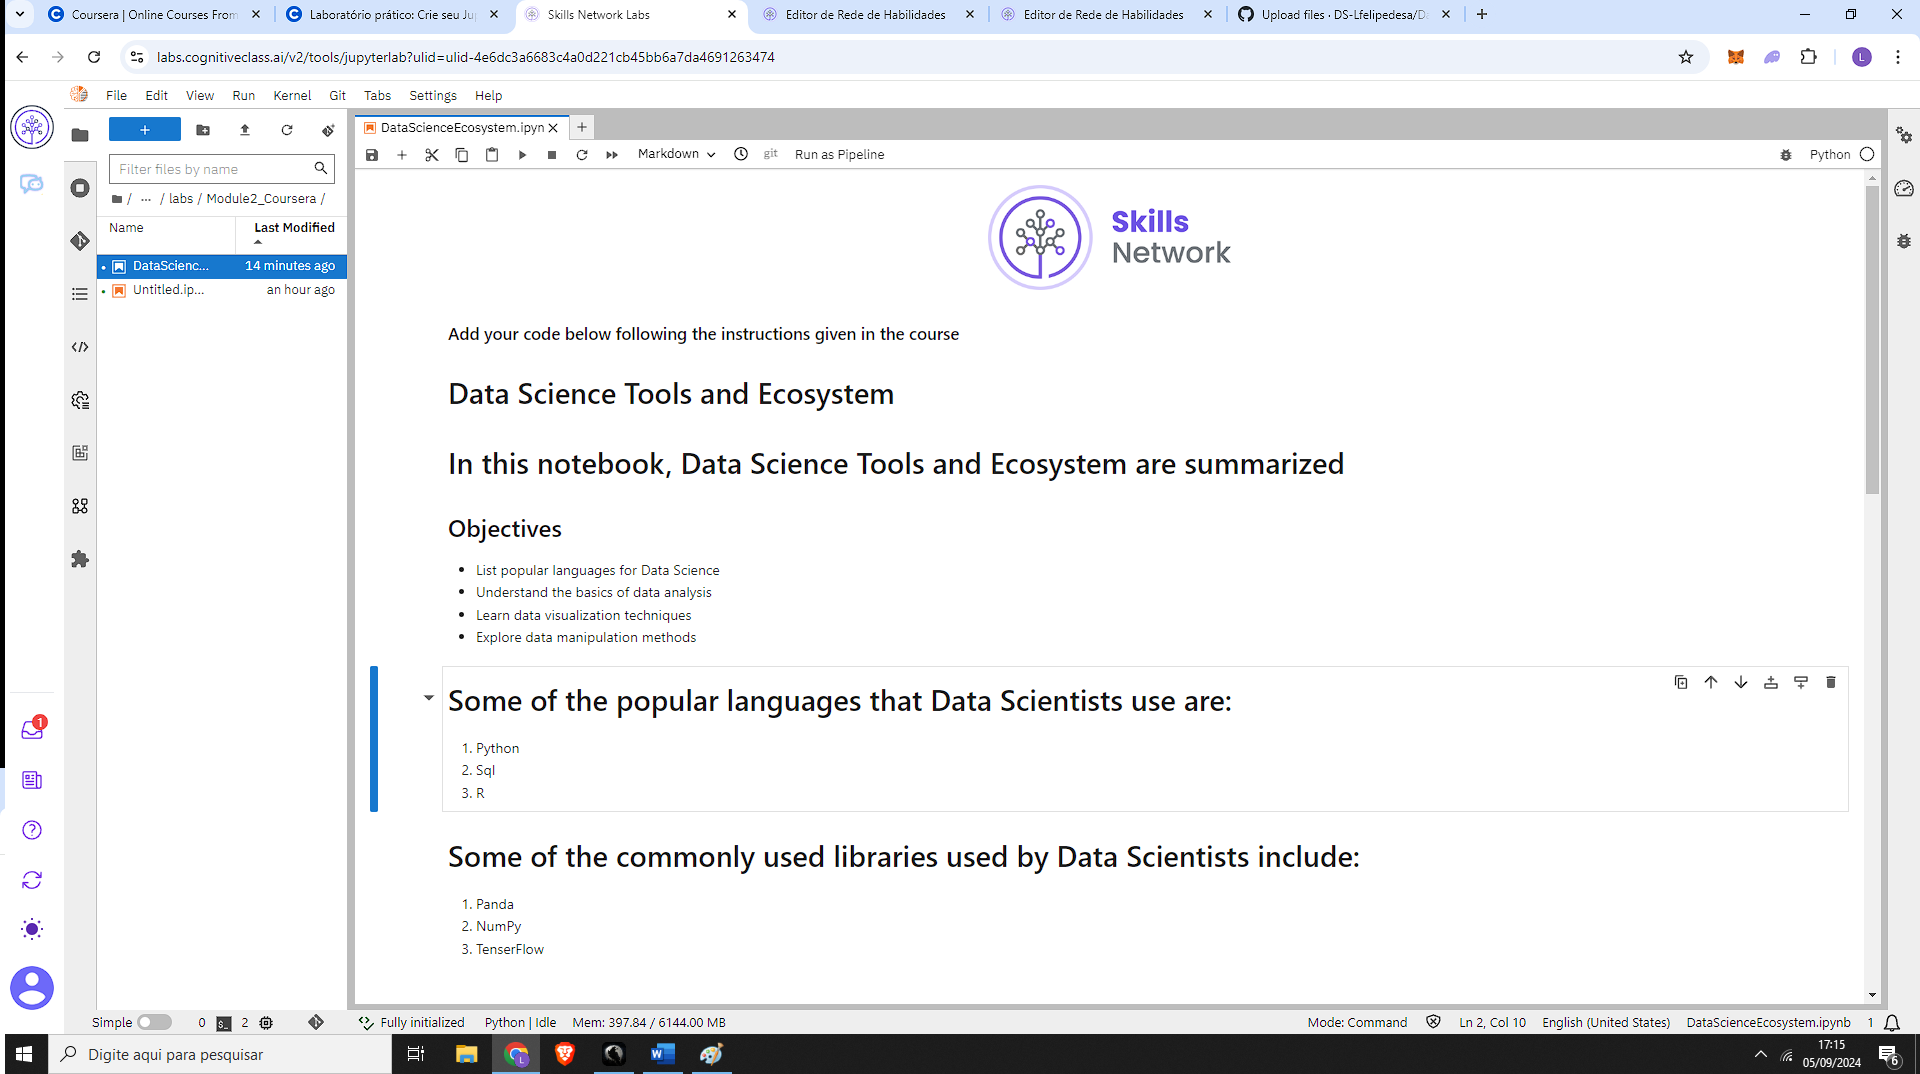 Coursera | Online Courses From
Laboratório prático: Crie seu Ju
Skills Network Labs
Editor de Rede de Habilidades
Editor de Rede de Habilidades
Upload files · DS-Lfelipedesa/D
labs.cognitiveclass.ai/v2/tools/jupyterlab?ulid=ulid-4e6dc3a6683c4a0d221cb45bb6a7da4691263474
L
File Edit View Run Kernel Git Tabs Settings Help
DataScienceEcosystem.ipyn
Markdown
git
Run as Pipeline
Python
Filter files by name
/ ... / labs / Module2_Coursera /
Name Last Modified
DataScienc... 14 minutes ago
Untitled.ip... an hour ago
Skills
Network
Add your code below following the instructions given in the course
Data Science Tools and Ecosystem
In this notebook, Data Science Tools and Ecosystem are summarized
Objectives
List popular languages for Data Science
Understand the basics of data analysis
Learn data visualization techniques
Explore data manipulation methods
Some of the popular languages that Data Scientists use are:
1. Python
2. Sql
3. R
Some of the commonly used libraries used by Data Scientists include:
1. Panda
2. NumPy
3. TenserFlow
1
Simple 0 2 Fully initialized Python | Idle Mem: 397.84 / 6144.00 MB Mode: Command Ln 2, Col 10 English (United States) DataScienceEcosystem.ipynb 1
Digite aqui para pesquisar
17:15
05/09/2024
6